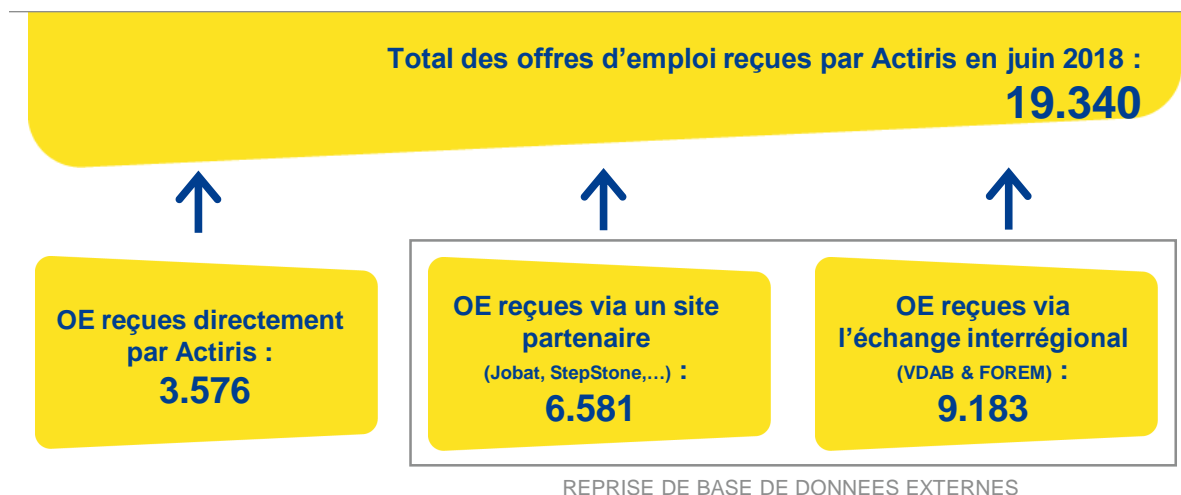 Total des offres d’emploi reçues par Actiris en juin 2018 :
19.340
OE reçues directement
par Actiris :
3.576
OE reçues via un site
partenaire
(Jobat, StepStone,…) :
6.581
OE reçues via
l’échange interrégional
(VDAB & FOREM) :
9.183
REPRISE DE BASE DE DONNEES EXTERNES